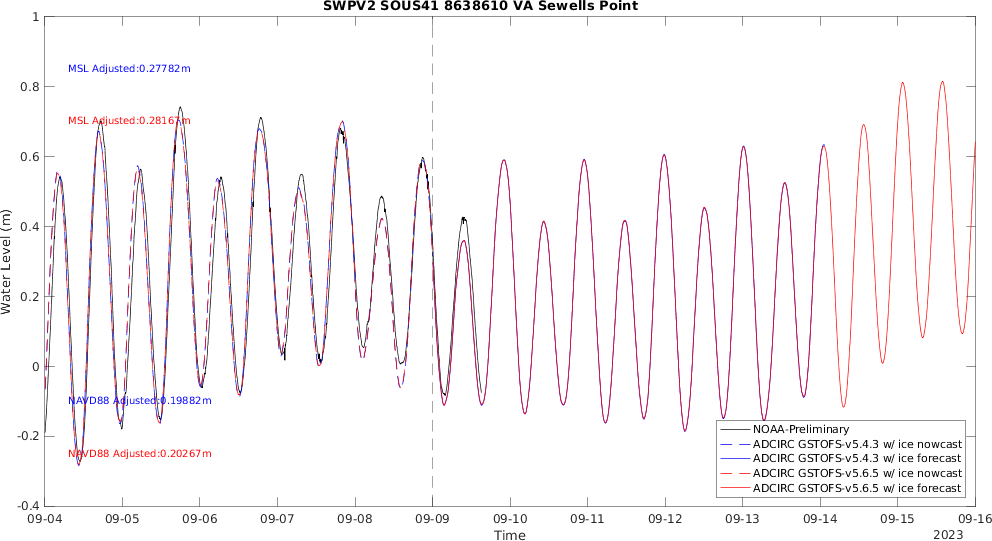 SWPV2 SOUS41 8638610 VA Sewells Point
1
0.8
0.6
0.4
0.2
0
-0.2
-0.4
Water Level (m)
MSL Adjusted:0.27782m
MSL Adjusted:0.28167m
NAVD88 Adjusted:0.19882m
NAVD88 Adjusted:0.20267m
NOAA-Preliminary
ADCIRC GSTOFS-v5.4.3 w/ ice nowcast
ADCIRC GSTOFS-v5.4.3 w/ ice forecast
ADCIRC GSTOFS-v5.6.5 w/ ice nowcast
ADCIRC GSTOFS-v5.6.5 w/ ice forecast
09-04 09-05 09-06 09-07 09-08 09-09 09-10 09-11 09-12 09-13 09-14 09-15 09-16
Time
2023